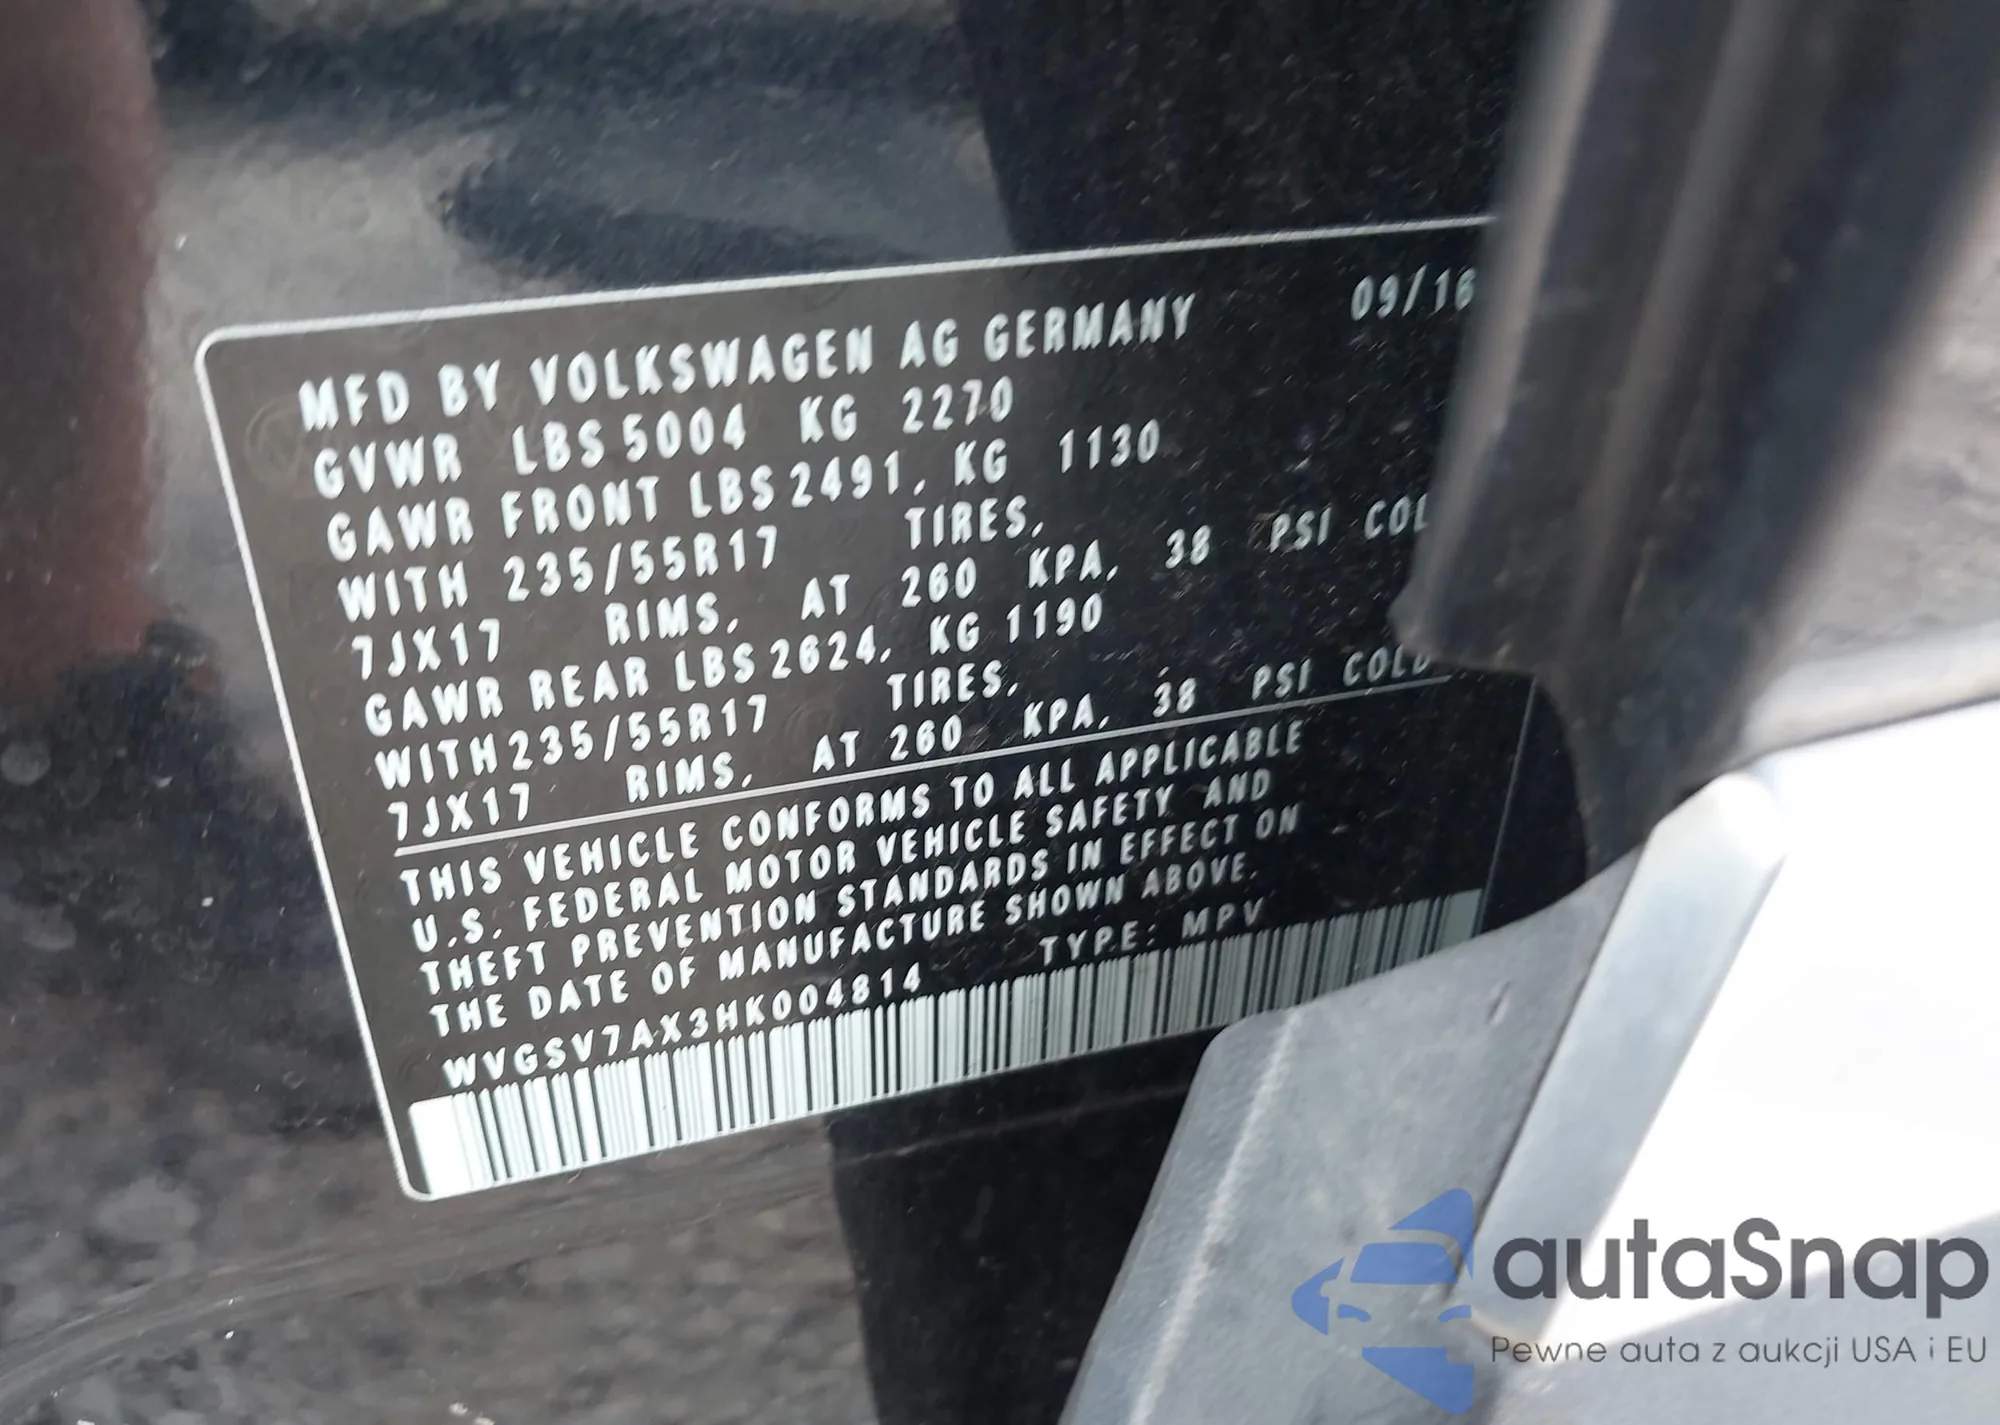 MFD BY VOLKSWAGEN AG GERMANY 09/16
GVWR LBS 5004 KG 2270
GAWR FRONT LBS 2491, KG 1130
WITH 235/55R17 TIRES,
7JX17 RIMS, AT 260 KPA, 38 PSI COL
GAWR REAR LBS 2624, KG 1190
WITH 235/55R17 TIRES,
7JX17 RIMS, AT 260 KPA, 38 PSI COLD
THIS VEHICLE CONFORMS TO ALL APPLICABLE
U.S. FEDERAL MOTOR VEHICLE SAFETY AND
THEFT PREVENTION STANDARDS IN EFFECT ON
THE DATE OF MANUFACTURE SHOWN ABOVE.
WVGSV7AX3HK004814 TYPE: MPV
autaSnap
Pewne auta z aukcji USA i EU